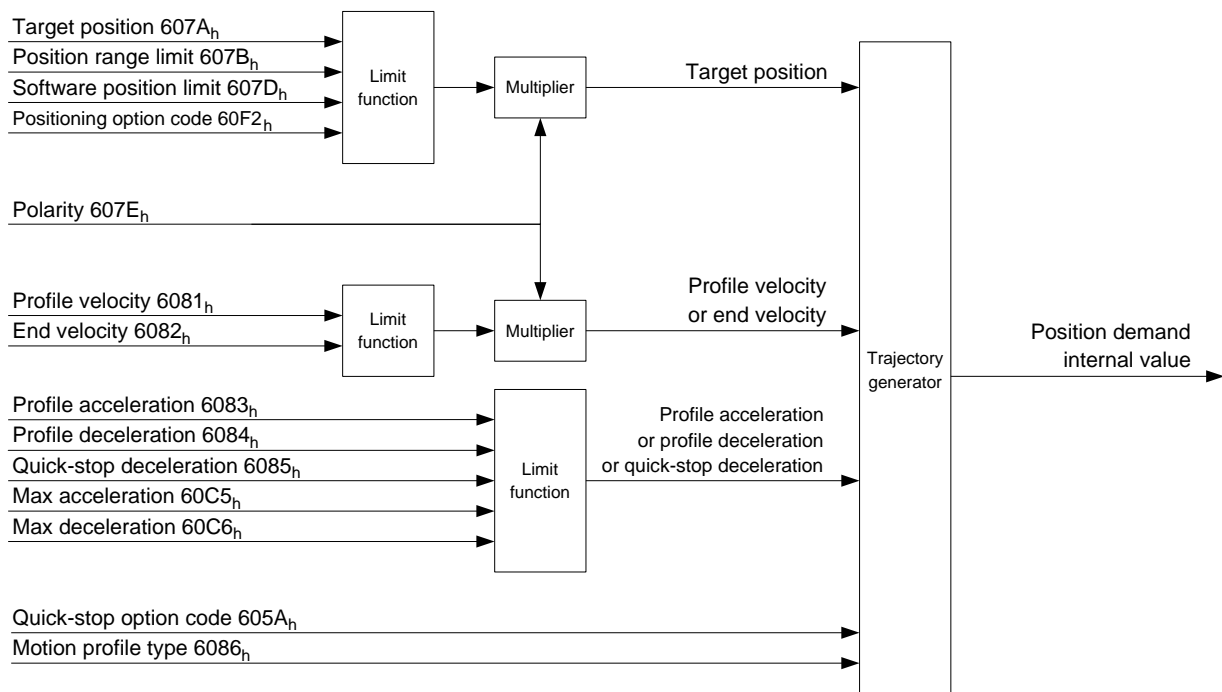 Target position 607Ah
Position range limit 607Bh
Software position limit 607Dh
Positioning option code 60F2h
Limit
function
Multiplier
Target position
Polarity 607Eh
Profile velocity 6081h
End velocity 6082h
Limit
function
Multiplier
Profile velocity
or end velocity
Trajectory
generator
Position demand
internal value
Profile acceleration 6083h
Profile deceleration 6084h
Quick-stop deceleration 6085h
Max acceleration 60C5h
Max deceleration 60C6h
Limit
function
Profile acceleration
or profile deceleration
or quick-stop deceleration
Quick-stop option code 605Ah
Motion profile type 6086h